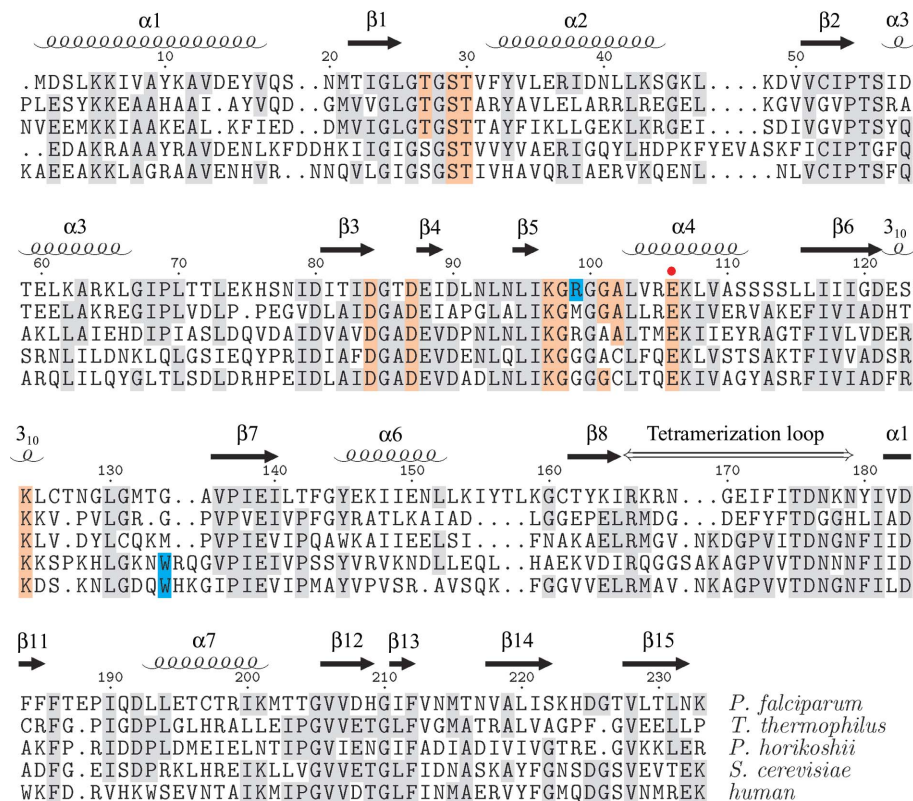 α1 β1 α2 β2 α3
10 20 30 40 50
.MDSLKKIVAYKAVDEYVQS..NMTIGLGTGSTVFYVLERIDNLLKSGKL....KDVVCIPTSID
PLESYKKEAAHAAI.AYVQD..GMVVGLGTGSTARYAVLELARRLREGEL....KGVVGVPTSRA
NVEEMKKIAAKEAL.KFIED..DMVIGLGTGSTTAYFIKLLGEKLKRGEI....SDIVGVPTSYQ
..EDAKRAAAYRAVDENLKFDDHKIIGIGSGSTVVYVAERIGQYLHDPKFYEVASKFICIPTGFQ
KAEEAKKLAGRAAVENHVR..NNQVLGIGSGSTIVHAVQRIAERVKQENL.....NLVCIPTSFQ
α3 β3 β4 β5 α4 β6 3₁₀
60 70 80 90 100 110 120
TELKARKLGIPLTTLEKHSNIDITIDGTDEIDLNLNLIKGRGGALVREKLVASSSSLLIIIGDES
TEELAKREGIPLVDLP.PEGVDLAIDGADEIAPGLALIKGMGGALLREKIVERVAKEFIVIADHT
AKLLAIEHDIPIASLDQVDAIDVAVDGADEVDPNLNLIKGRGAALTMEKIIEYRAGTFIVLVDER
SRNLILDNKLQLGSIEQYPRIDIAFDGADEVDENLQLIKGGGACLFQEKLVSTSAKTFIVVADSR
ARQLILQYGLTLSDLDRHPEIDLAIDGADEVDADLNLIKGGGGCLTQEKIVAGYASRFIVIADFR
3₁₀ β7 α6 β8 Tetramerization loop α1
130 140 150 160 170 180
KLCTNGLGMTG..AVPIEILTFGYEKIIENLLKIYTLKGCTYKIRKRN...GEIFITDNKNYIVD
KKV.PVLGR.G..PVPVEIVPFGYRATLKAIAD....LGGEPELRMDG...DEFYFTDGGHLIAD
KLV.DYLCQKM..PVPIEVIPQAWKAIIEELSI....FNAKAELRMGV..NKDGPVITDNGNFIID
KKSPKHLGKNWRQGVPIEIVPSSYVRVKNDLLEQL..HAEKVDIRQGGSAKAGPVVTDNNNFIID
KDS.KNLGDQWHKGIPIEVIPMAYVPVSR.AVSQK...FGGVVELRMAV.NKAGPVVTDNGNFILD
β11 α7 β12 β13 β14 β15
190 200 210 220 230
FFFTEPIQDLLETCTRIKMTTGVVDHGIFVNMTNVALISKHDGTVLTLNK P. falciparum
CRFG.PIGDPLGLHRALLEIPGVVETGLFVGMATRALVAGPF.GVEELLP T. thermophilus
AKFP.RIDDPLDMEIELNTIPGVIENGIFADIADIVIVGTRE.GVKKLER P. horikoshii
ADFG.EISDPRKLHREIKLLVGVVETGLFIDNASKAYFGNSDGSVEVTEK S. cerevisiae
WKFD.RVHKWSEVNTAIKMIPGVVDTGLFINMAERVYFGMQDGSVNMREK human